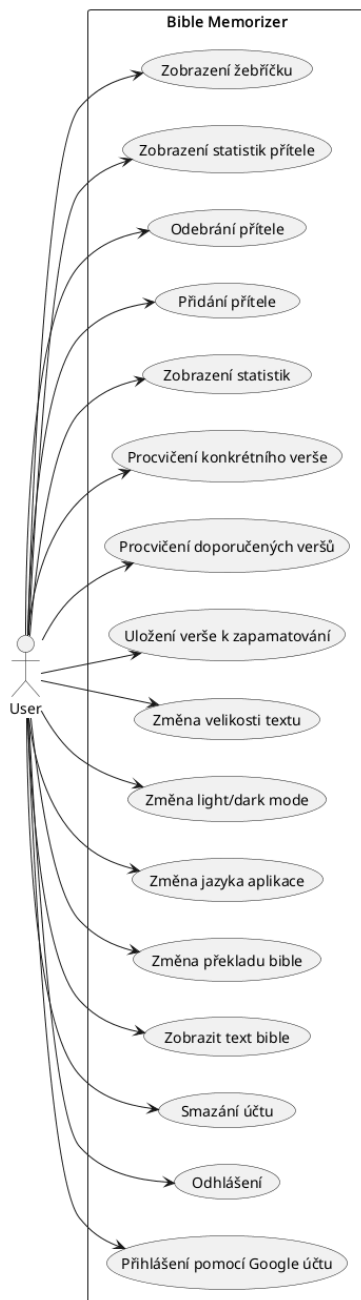 Bible Memorizer
Zobrazení žebříčku
Zobrazení statistik přítele
Odebrání přítele
Přidání přítele
Zobrazení statistik
Procvičení konkrétního verše
Procvičení doporučených veršů
Uložení verše k zapamatování
User
Změna velikosti textu
Změna light/dark mode
Změna jazyka aplikace
Změna překladu bible
Zobrazit text bible
Smazání účtu
Odhlášení
Přihlášení pomocí Google účtu